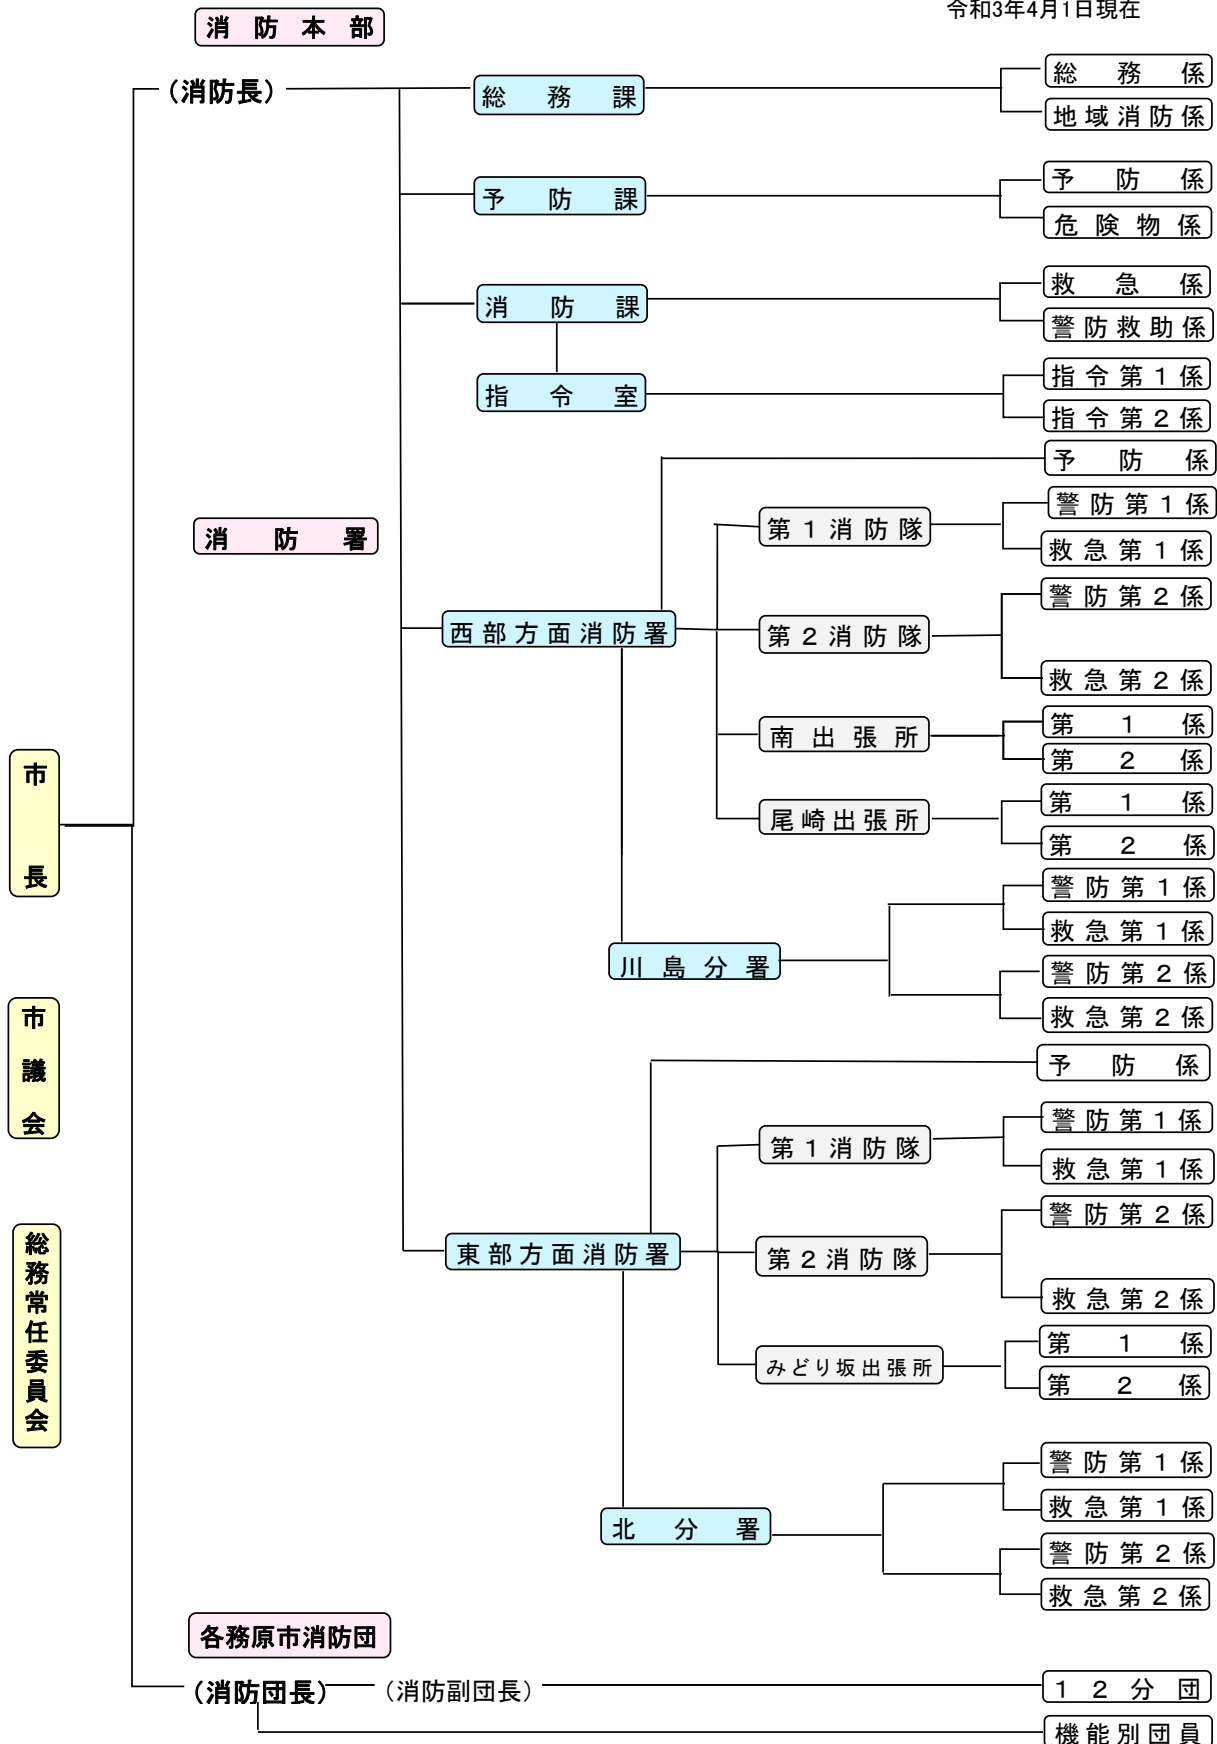 令和3年4月1日現在
消防本部
（消防長）
総務課
総務係
地域消防係
予防課
予防係
危険物係
消防課
救急係
警防救助係
指令室
指令第1係
指令第2係
消防署
西部方面消防署
予防係
第1消防隊
警防第1係
救急第1係
第2消防隊
警防第2係
救急第2係
南出張所
第1係
第2係
尾崎出張所
第1係
第2係
川島分署
警防第1係
救急第1係
警防第2係
救急第2係
市長
市議会
総務常任委員会
東部方面消防署
予防係
第1消防隊
警防第1係
救急第1係
第2消防隊
警防第2係
救急第2係
みどり坂出張所
第1係
第2係
北分署
警防第1係
救急第1係
警防第2係
救急第2係
各務原市消防団
（消防団長）
（消防副団長）
12分団
機能別団員